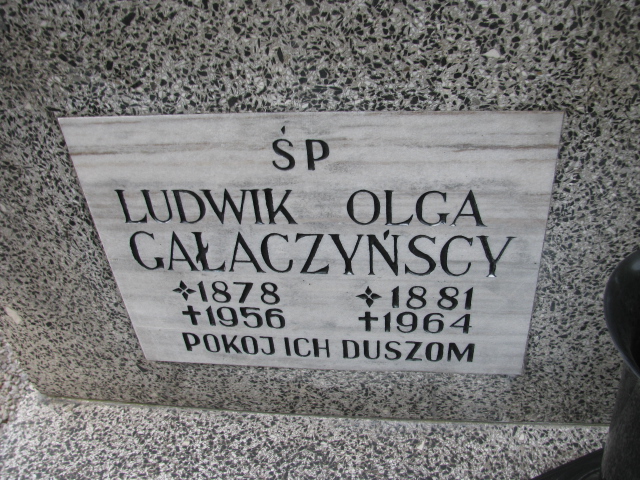 ŚP
LUDWIK OLGA
GAŁACZYŃSCY
1878 1881
1956 1964
POKOJ ICH DUSZOM